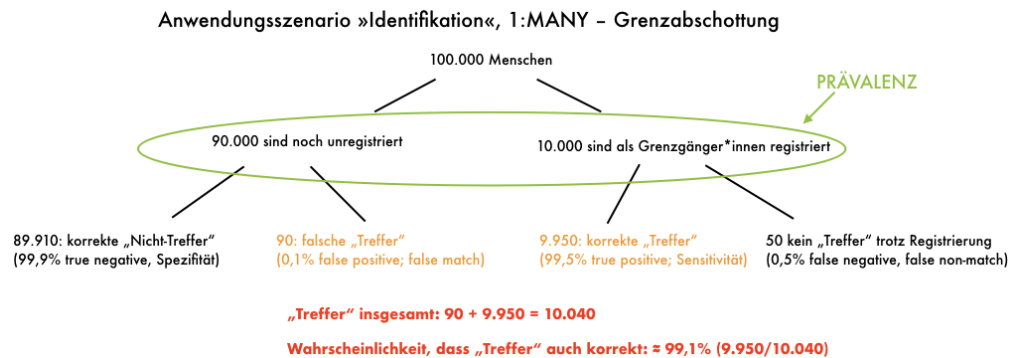 Anwendungsszenario »Identifikation«, 1:MANY – Grenzabschottung
100.000 Menschen
PRÄVALENZ
90.000 sind noch unregistriert
10.000 sind als Grenzgänger*innen registriert
89.910: korrekte „Nicht-Treffer“
(99,9% true negative, Spezifität)
90: falsche „Treffer“
(0,1% false positive; false match)
9.950: korrekte „Treffer“
(99,5% true positive; Sensitivität)
50 kein „Treffer“ trotz Registrierung
(0,5% false negative, false non-match)
„Treffer“ insgesamt: 90 + 9.950 = 10.040
Wahrscheinlichkeit, dass „Treffer“ auch korrekt: ≈ 99,1% (9.950/10.040)